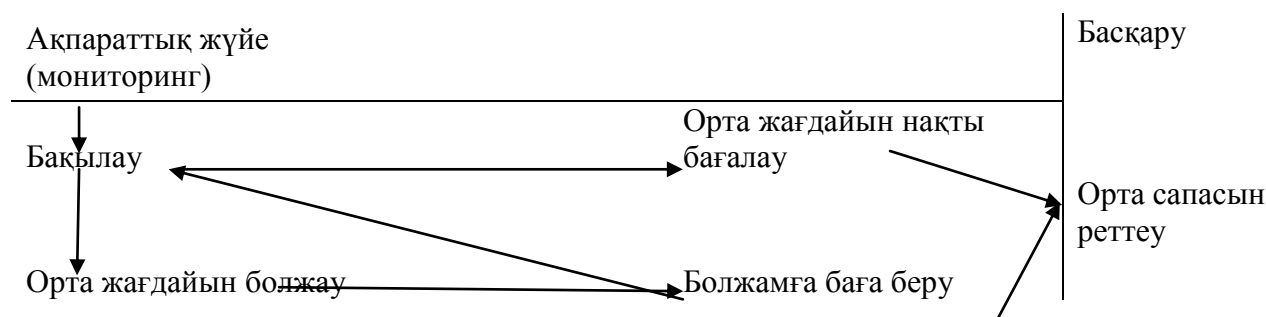 Ақпараттық жүйе
(мониторинг)
Басқару
Бақылау
Орта жағдайын нақты
бағалау
Орта сапасын
реттеу
Орта жағдайын болжау
Болжамға баға беру